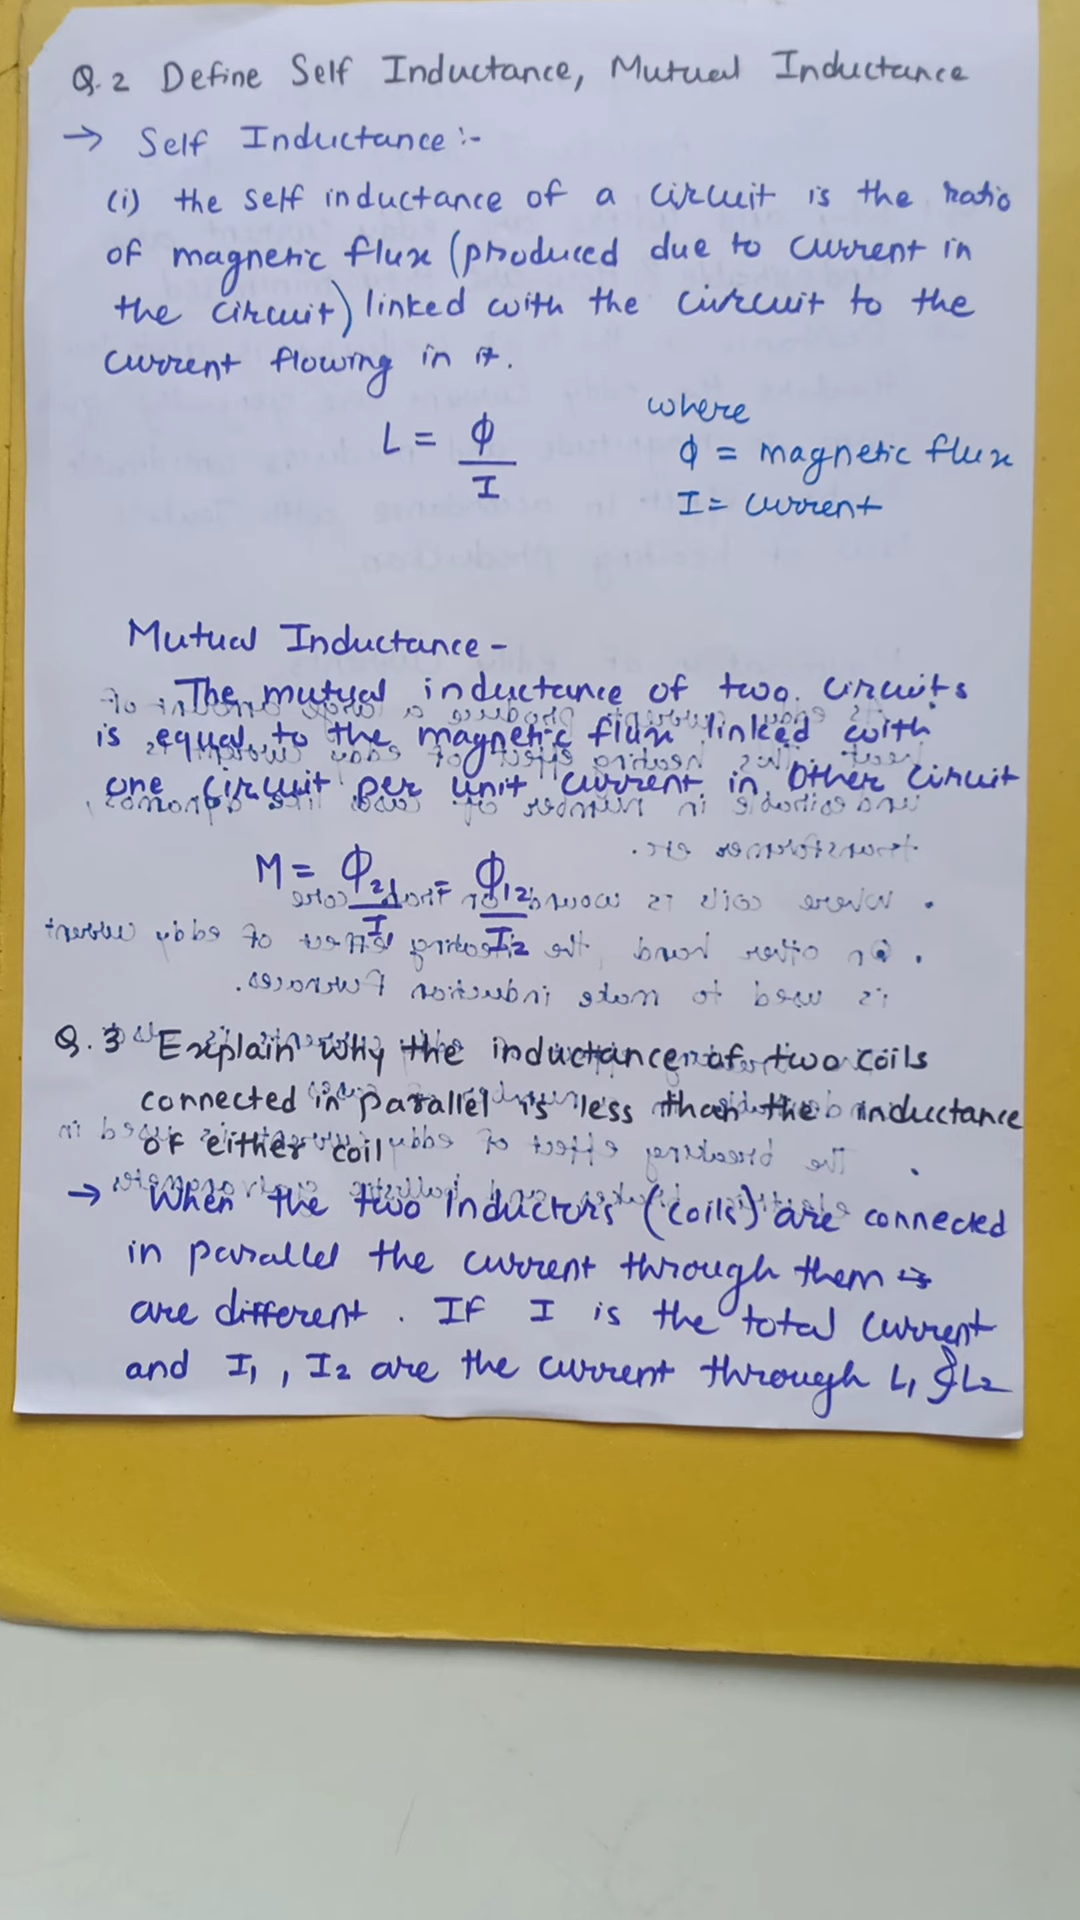 Q.2 Define Self Inductance, Mutual Inductance
→ Self Inductance :-
(i) the self inductance of a circuit is the ratio
of magnetic flux (produced due to current in
the circuit) linked with the circuit to the
current flowing in it.
L = ϕ/I
where
ϕ = magnetic flux
I = current
Mutual Inductance -
The mutual inductance of two circuits
is equal to the magnetic flux linked with
one circuit per unit current in other circuit
M = ϕ21/I1 = ϕ12/I2
Q.3 Explain why the inductance of two coils
connected in parallel is less than the inductance
of either coil
→ When the two inductors (coils) are connected
in parallel the current through them
are different. If I is the total current
and I1, I2 are the current through L1 & L2